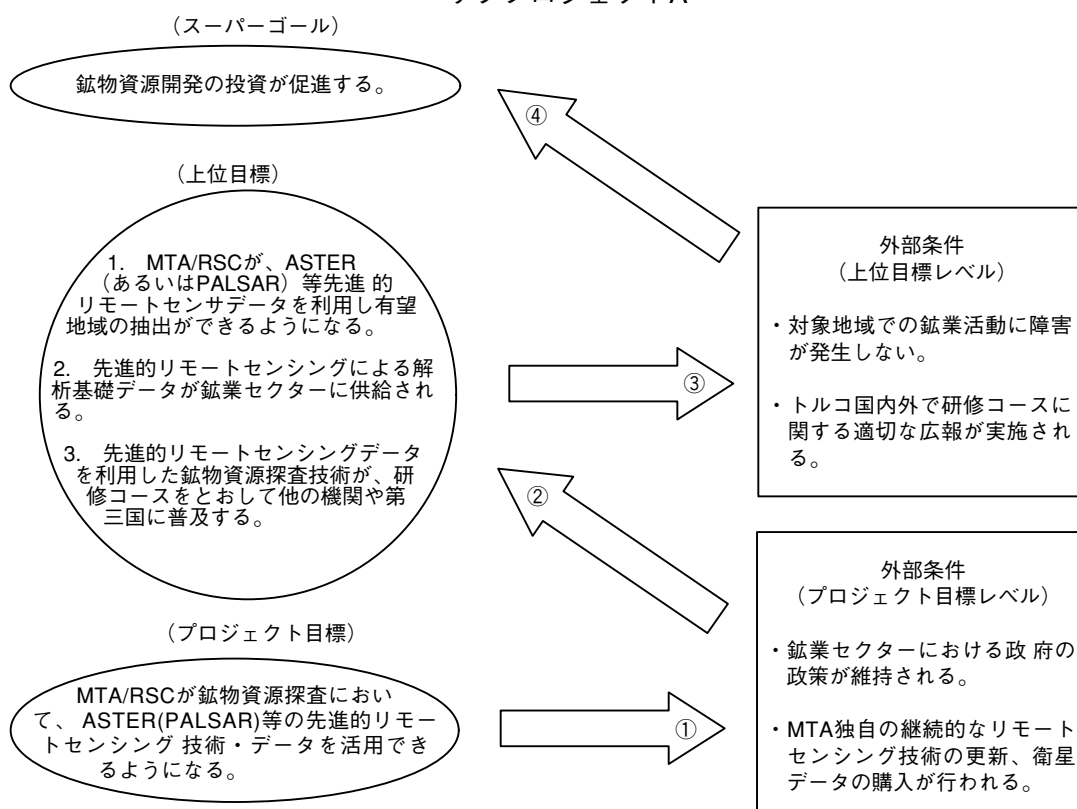 （スーパーゴール）
鉱物資源開発の投資が促進する。
④
（上位目標）
1. MTA/RSCが、ASTER
（あるいはPALSAR）等先進 的
リモートセンサデータを利用し有望
地域の抽出ができるようになる。
2. 先進的リモートセンシングによる解
析基礎データが鉱業セクターに供給され
る。
3. 先進的リモートセンシングデータ
を利用した鉱物資源探査技術が、研
修コースをとおして他の機関や第
三国に普及する。
③
外部条件
（上位目標レベル）
・対象地域での鉱業活動に障害
が発生しない。
・トルコ国内外で研修コースに
関する適切な広報が実施され
る。
②
（プロジェクト目標）
MTA/RSCが鉱物資源探査におい
て、 ASTER(PALSAR)等の先進的リモー
トセンシング 技術・データを活用でき
るようになる。
①
外部条件
（プロジェクト目標レベル）
・鉱業セクターにおける政 府の
政策が維持される。
・MTA独自の継続的なリモート
センシング技術の更新、衛星
データの購入が行われる。